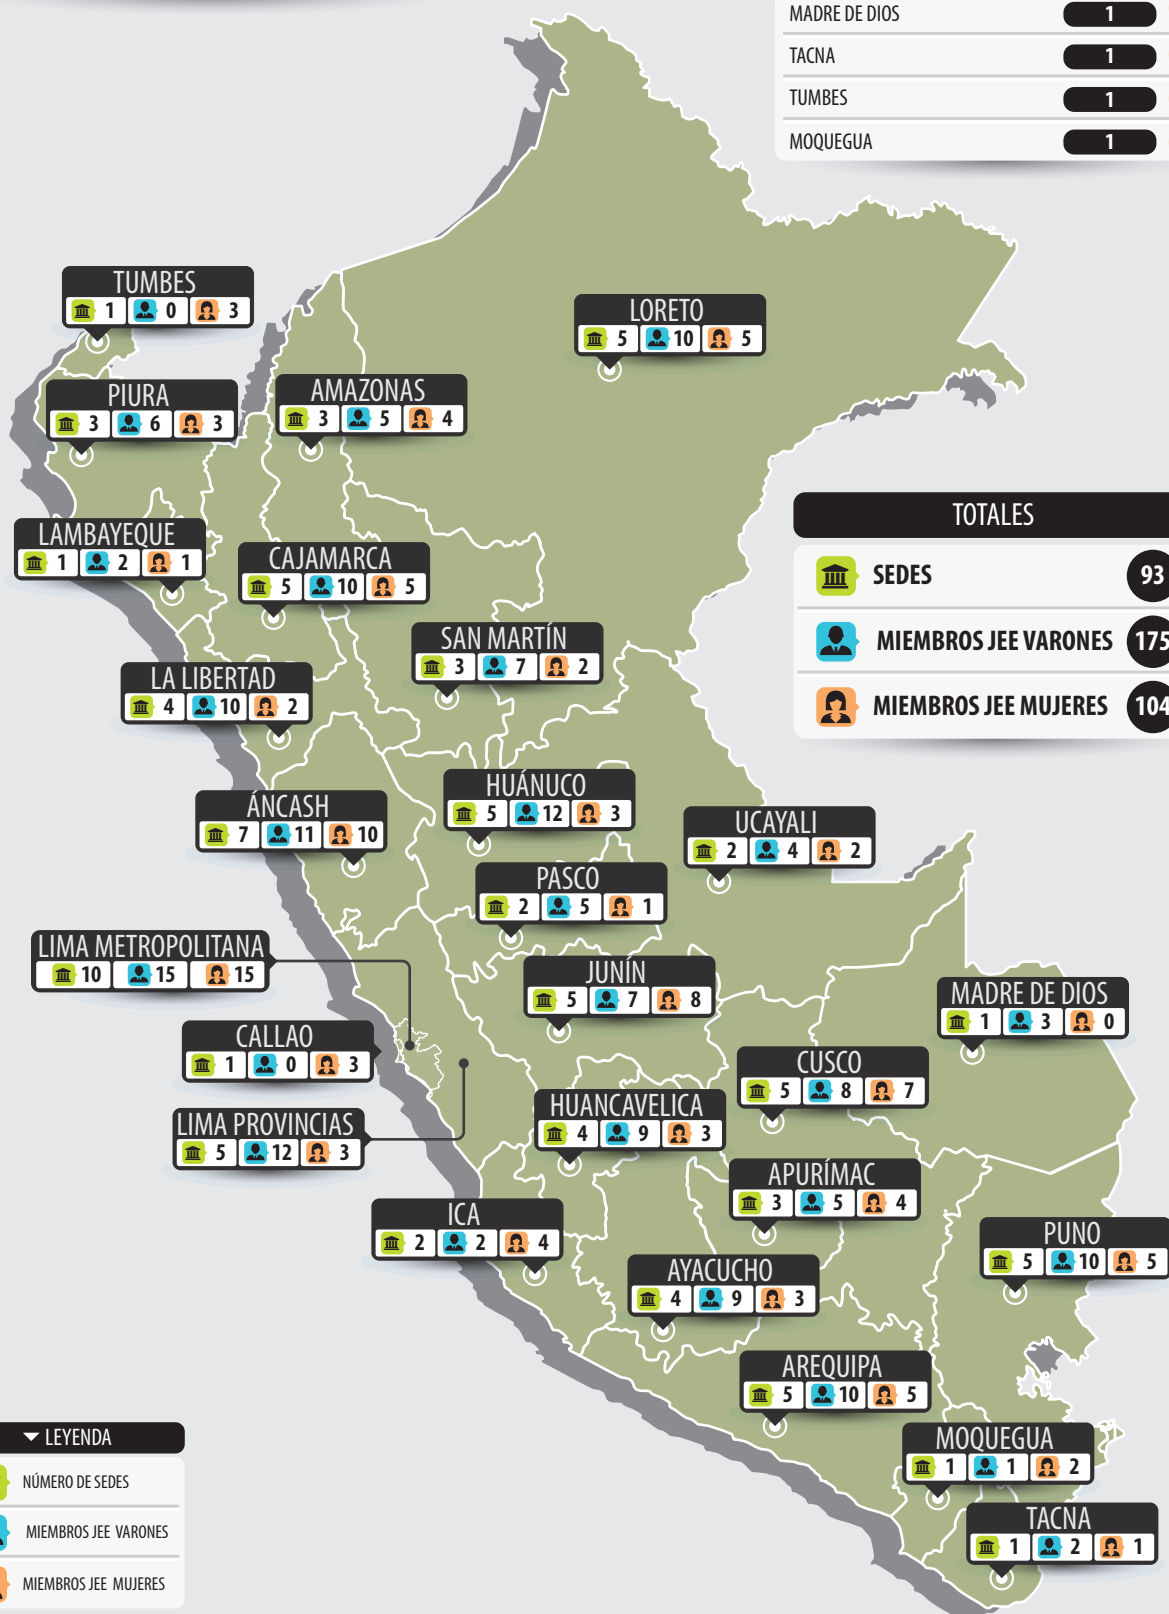 MADRE DE DIOS 1
TACNA 1
TUMBES 1
MOQUEGUA 1
TUMBES
1 0 3
LORETO
5 10 5
PIURA
3 6 3
AMAZONAS
3 5 4
LAMBAYEQUE
1 2 1
CAJAMARCA
5 10 5
TOTALES
SEDES 93
MIEMBROS JEE VARONES 175
MIEMBROS JEE MUJERES 104
SAN MARTÍN
3 7 2
LA LIBERTAD
4 10 2
HUÁNUCO
5 12 3
ÁNCASH
7 11 10
UCAYALI
2 4 2
PASCO
2 5 1
LIMA METROPOLITANA
10 15 15
JUNÍN
5 7 8
MADRE DE DIOS
1 3 0
CALLAO
1 0 3
CUSCO
5 8 7
HUANCAVELICA
4 9 3
LIMA PROVINCIAS
5 12 3
APURÍMAC
3 5 4
ICA
2 2 4
PUNO
5 10 5
AYACUCHO
4 9 3
AREQUIPA
5 10 5
MOQUEGUA
1 1 2
TACNA
1 2 1
LEYENDA
NÚMERO DE SEDES
MIEMBROS JEE VARONES
MIEMBROS JEE MUJERES